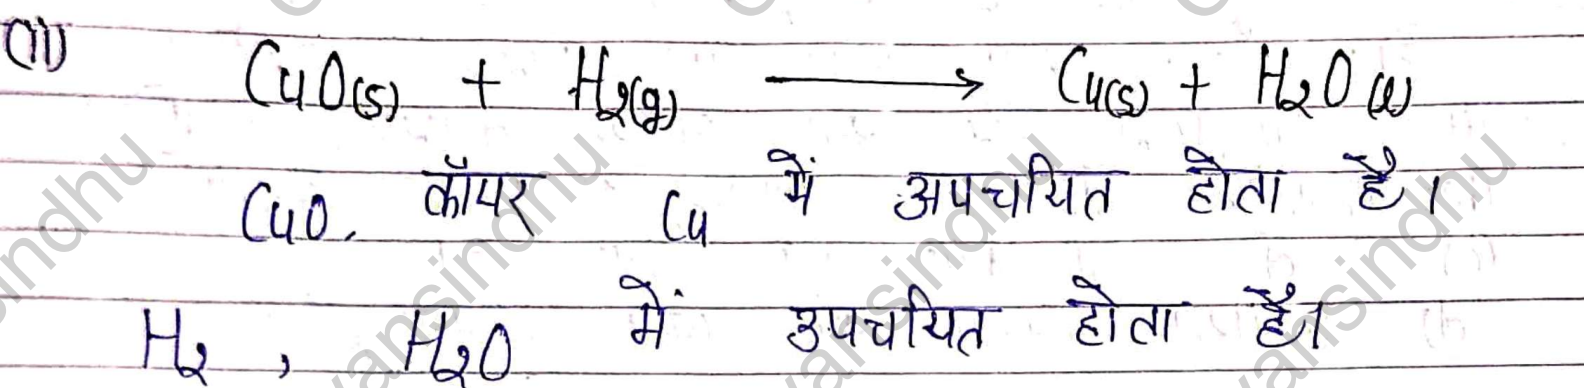 (ii) CuO(s) + H₂(g) ⟶ Cu(s) + H₂O(l)
CuO, कॉपर Cu में अपचयित होता है।
H₂, H₂O में उपचयित होता है।